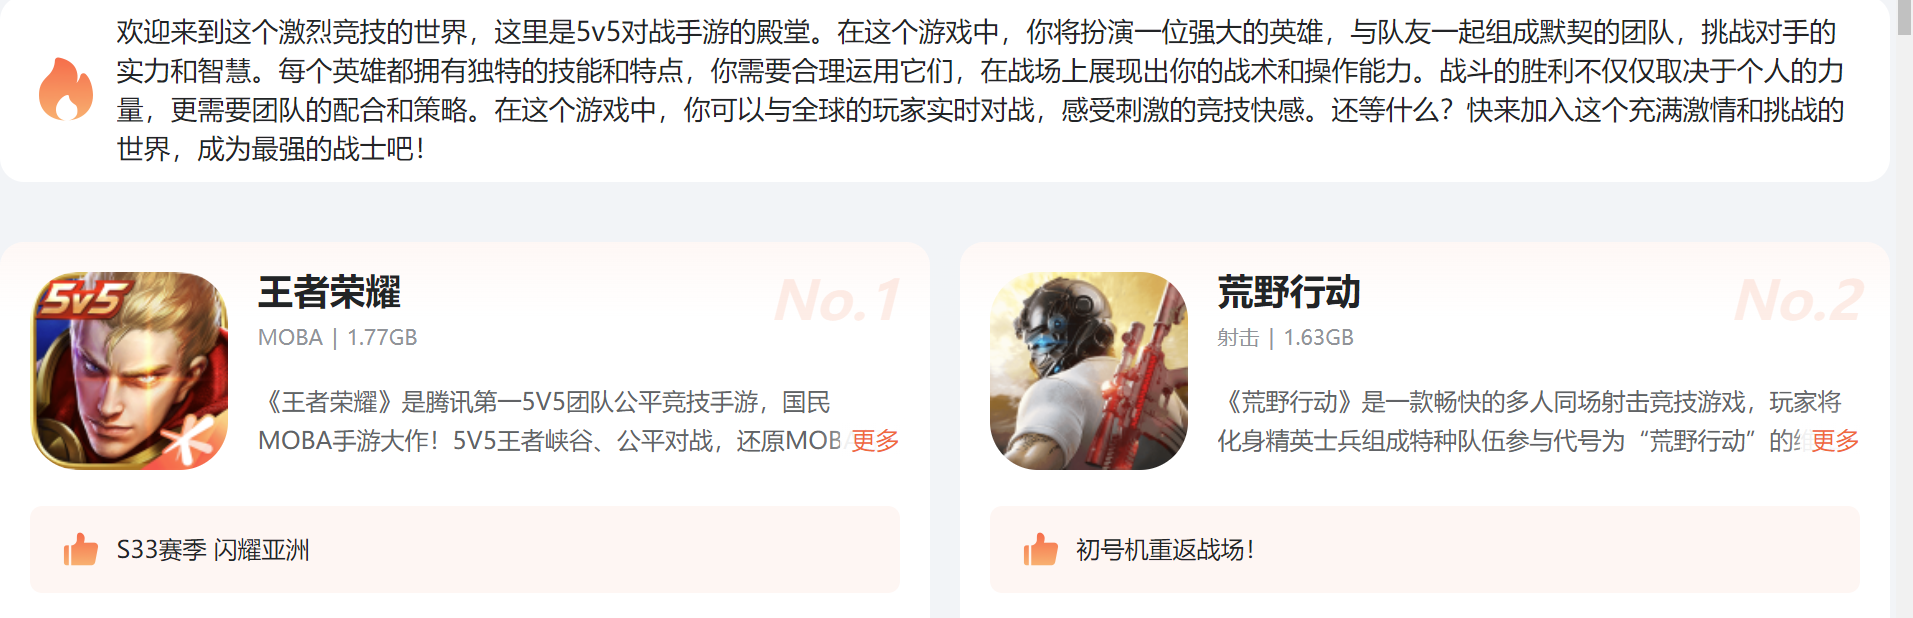 欢迎来到这个激烈竞技的世界，这里是5v5对战手游的殿堂。在这个游戏中，你将扮演一位强大的英雄，与队友一起组成默契的团队，挑战对手的
实力和智慧。每个英雄都拥有独特的技能和特点，你需要合理运用它们，在战场上展现出你的战术和操作能力。战斗的胜利不仅仅取决于个人的力
量，更需要团队的配合和策略。在这个游戏中，你可以与全球的玩家实时对战，感受刺激的竞技快感。还等什么？快来加入这个充满激情和挑战的
世界，成为最强的战士吧！
5v5
王者荣耀
No.1
MOBA | 1.77GB
《王者荣耀》是腾讯第一5V5团队公平竞技手游，国民
MOBA手游大作！5V5王者峡谷、公平对战，还原MOBA 更多
S33赛季 闪耀亚洲
荒野行动
No.2
射击 | 1.63GB
《荒野行动》是一款畅快的多人同场射击竞技游戏，玩家将
化身精英士兵组成特种队伍参与代号为“荒野行动”的 更多
初号机重返战场！